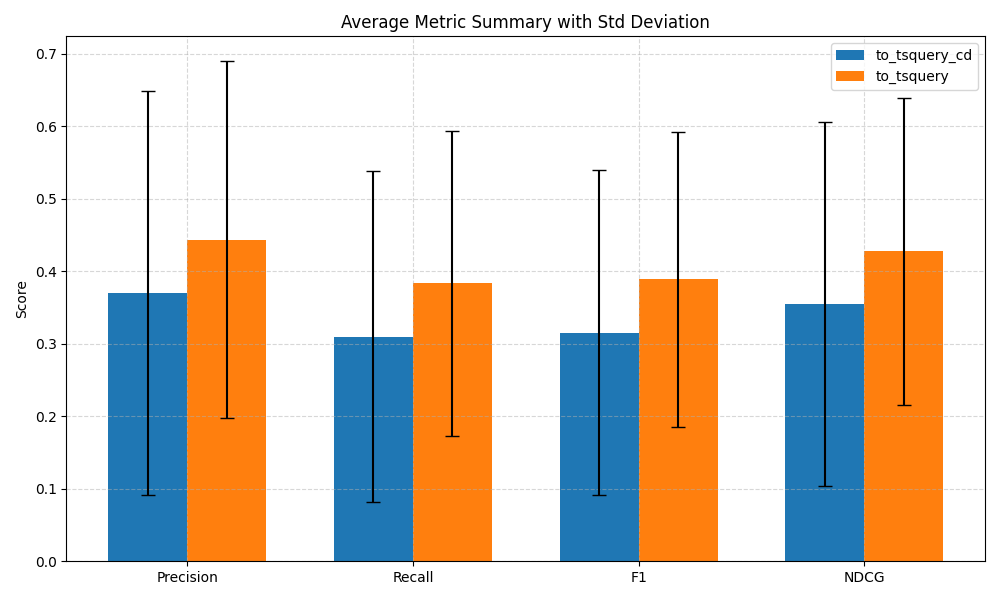 Average Metric Summary with Std Deviation
to_tsquery_cd
to_tsquery
Score
0.7
0.6
0.5
0.4
0.3
0.2
0.1
0.0
Precision
Recall
F1
NDCG